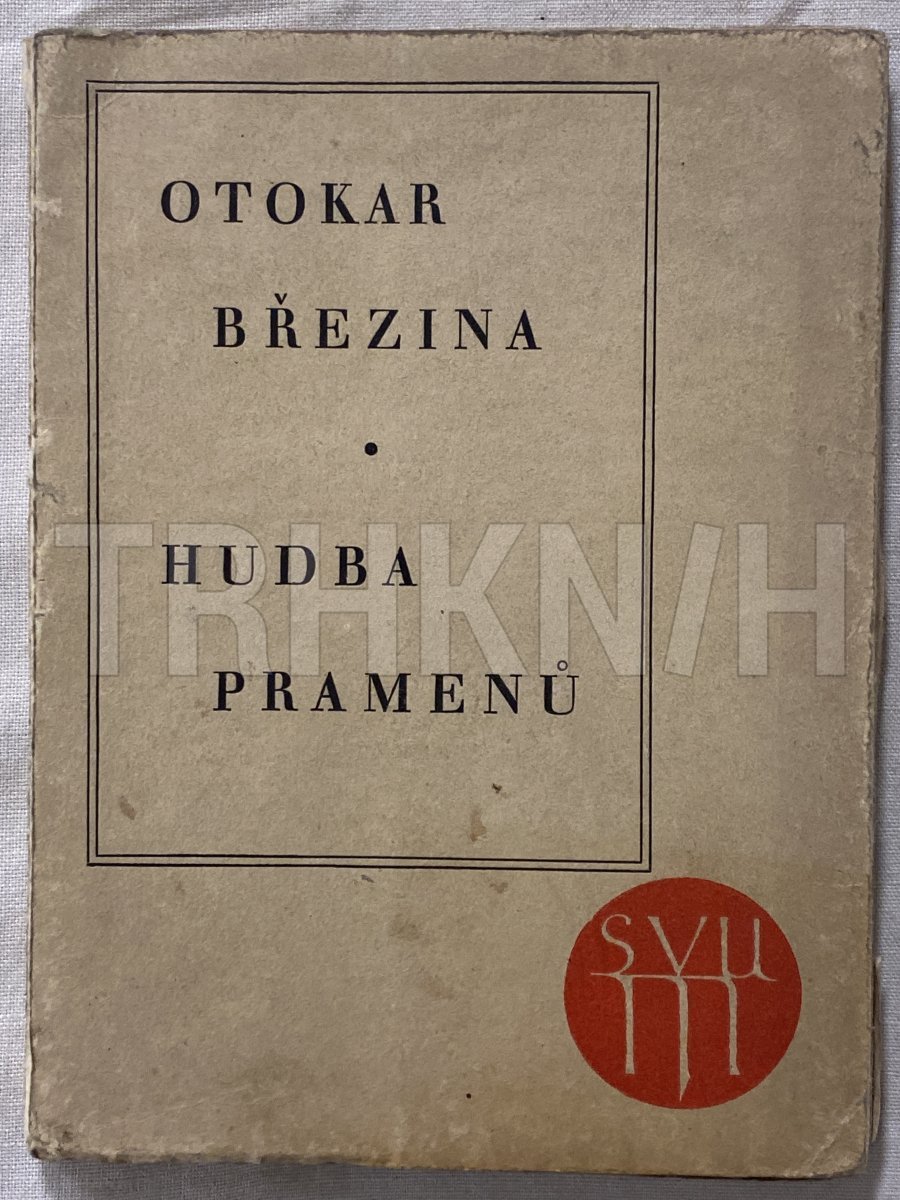 OTOKAR
BŘEZINA
•
HUDBA
PRAMENŮ
TRHKNIH
SVU
M